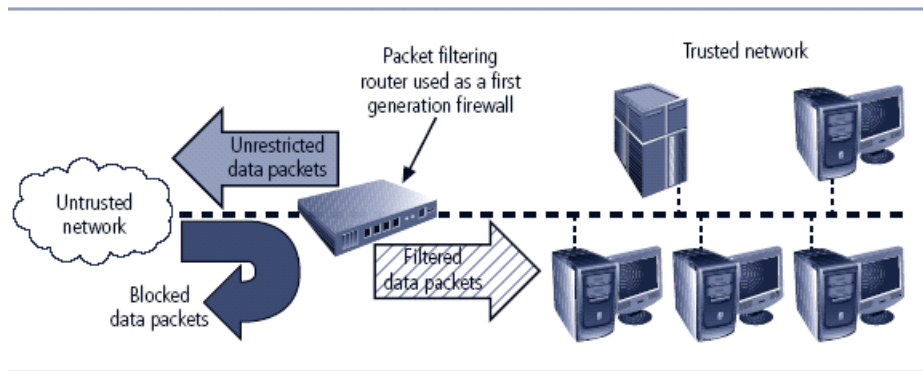 Packet filtering
router used as a first
generation firewall
Trusted network
Unrestricted
data packets
Untrusted
network
Filtered
data packets
Blocked
data packets